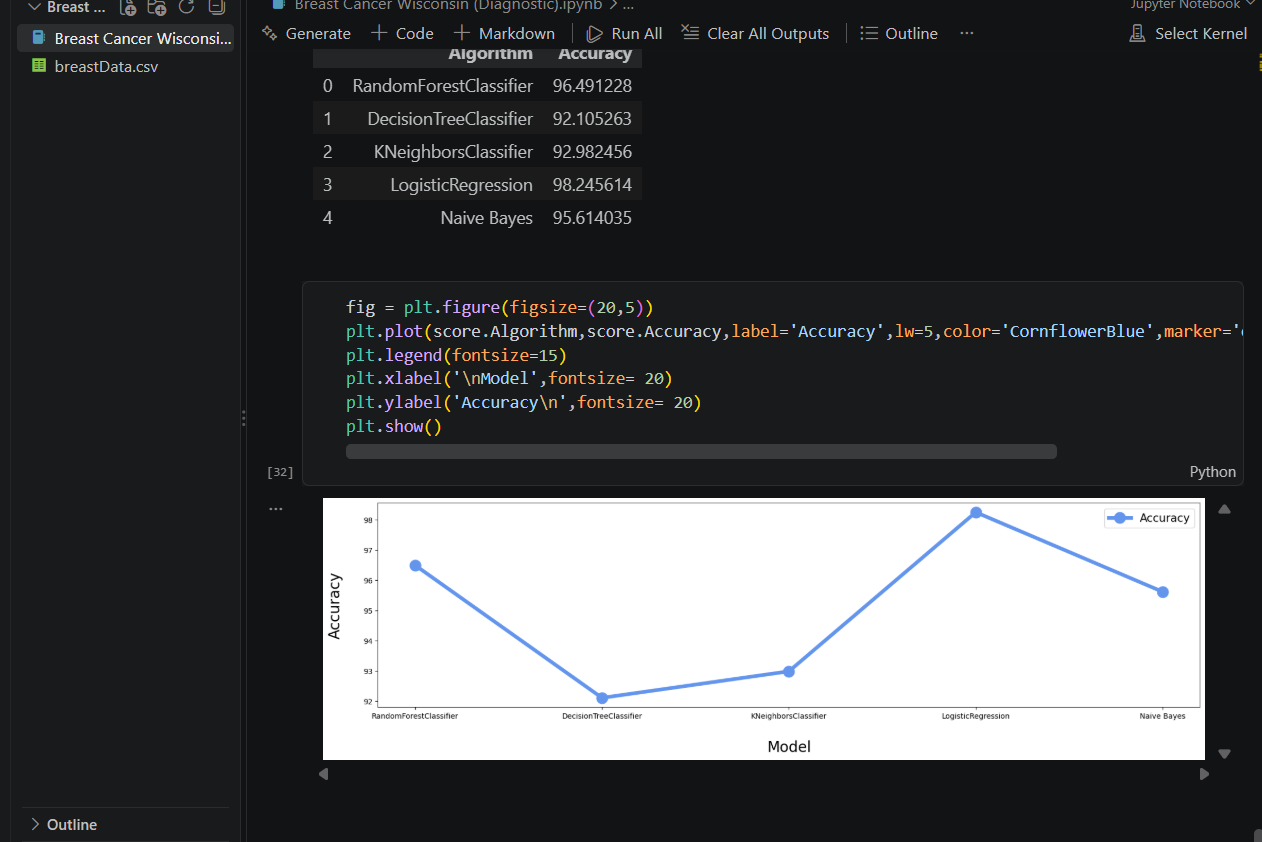 Breast ...
Breast Cancer Wisconsin (Diagnostic).ipynb > ...
Jupyter Notebook
Breast Cancer Wisconsi...
breastData.csv
Generate + Code + Markdown Run All Clear All Outputs Outline ... Select Kernel
Algorithm Accuracy
0 RandomForestClassifier 96.491228
1 DecisionTreeClassifier 92.105263
2 KNeighborsClassifier 92.982456
3 LogisticRegression 98.245614
4 Naive Bayes 95.614035
fig = plt.figure(figsize=(20,5))
plt.plot(score.Algorithm,score.Accuracy,label='Accuracy',lw=5,color='CornflowerBlue',marker='
plt.legend(fontsize=15)
plt.xlabel('\nModel',fontsize= 20)
plt.ylabel('Accuracy\n',fontsize= 20)
plt.show()
[32]
Python
...
Accuracy
98
97
96
95
94
93
92
Accuracy
RandomForestClassifier DecisionTreeClassifier KNeighborsClassifier LogisticRegression Naive Bayes
Model
Outline